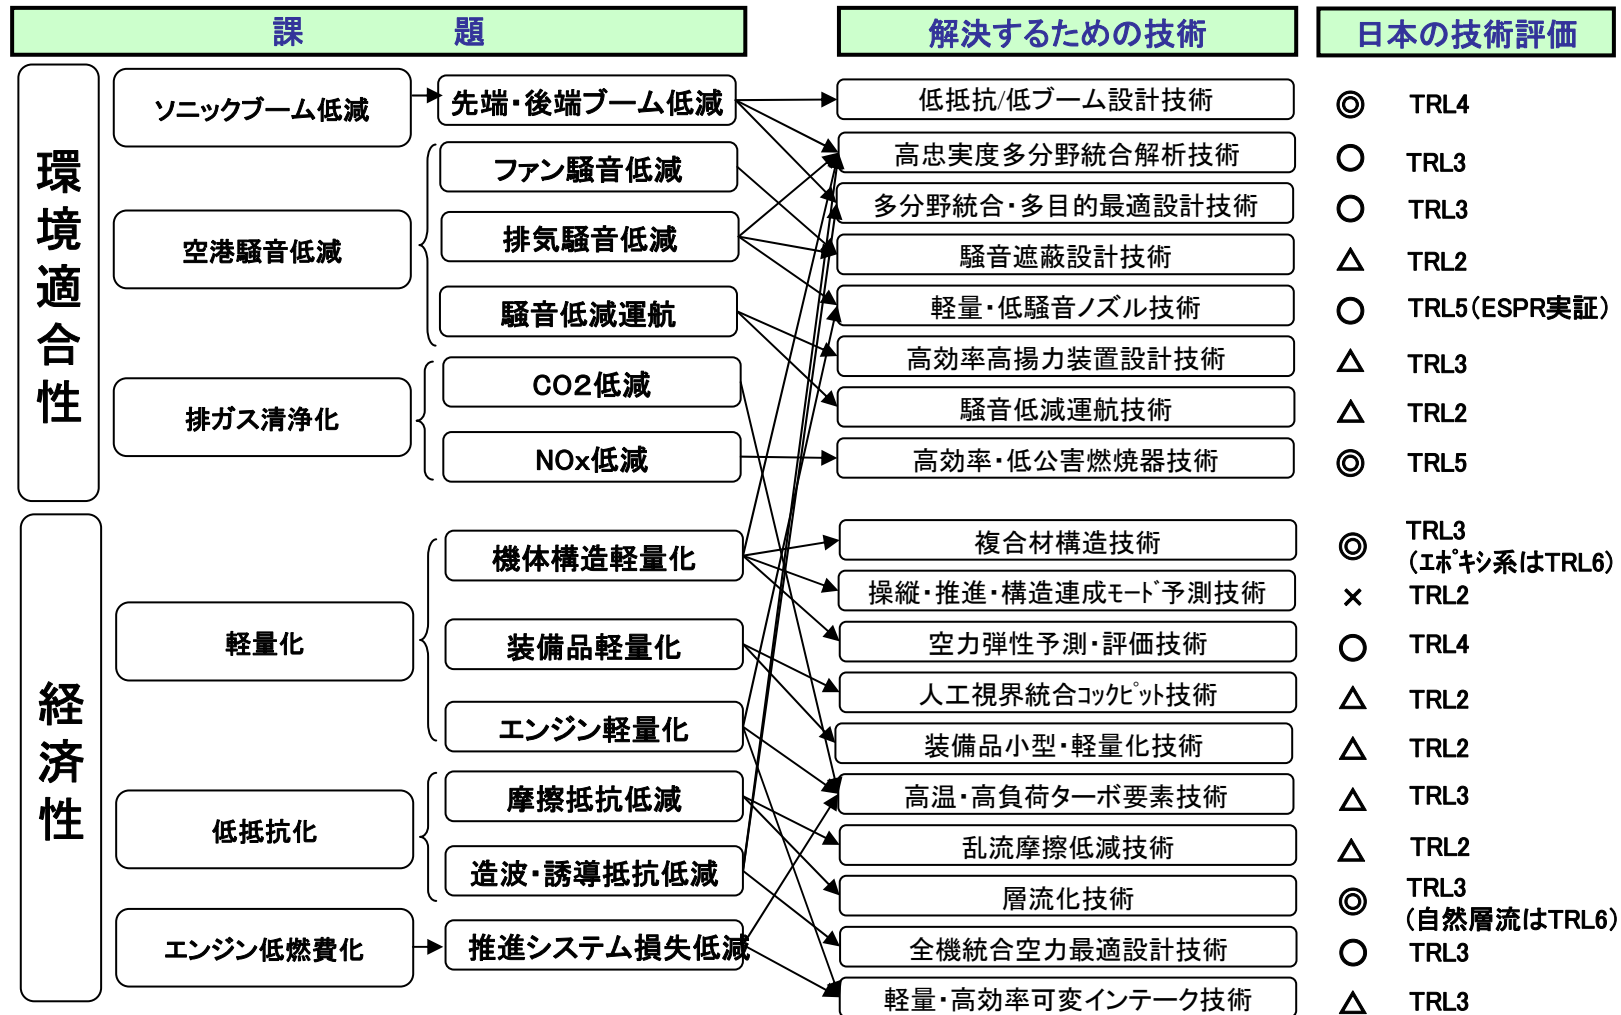 課　題
解決するための技術
日本の技術評価
環境適合性
ソニックブーム低減
空港騒音低減
排ガス清浄化
先端・後端ブーム低減
ファン騒音低減
排気騒音低減
騒音低減運航
CO2低減
NOx低減
低抵抗/低ブーム設計技術
◎ TRL4
高忠実度多分野統合解析技術
○ TRL3
多分野統合・多目的最適設計技術
○ TRL3
騒音遮蔽設計技術
△ TRL2
軽量・低騒音ノズル技術
○ TRL5(ESPR実証)
高効率高揚力装置設計技術
△ TRL3
騒音低減運航技術
△ TRL2
高効率・低公害燃焼器技術
◎ TRL5
経済性
軽量化
低抵抗化
エンジン低燃費化
機体構造軽量化
装備品軽量化
エンジン軽量化
摩擦抵抗低減
造波・誘導抵抗低減
推進システム損失低減
複合材構造技術
◎ TRL3
(ｴﾎﾟｷｼ系はTRL6)
操縦・推進・構造連成ﾓｰﾄﾞ予測技術
× TRL2
空力弾性予測・評価技術
○ TRL4
人工視界統合ｺｯｸﾋﾟｯﾄ技術
△ TRL2
装備品小型・軽量化技術
△ TRL2
高温・高負荷ターボ要素技術
△ TRL3
乱流摩擦低減技術
△ TRL2
層流化技術
◎ TRL3
(自然層流はTRL6)
全機統合空力最適設計技術
○ TRL3
軽量・高効率可変インテーク技術
△ TRL3